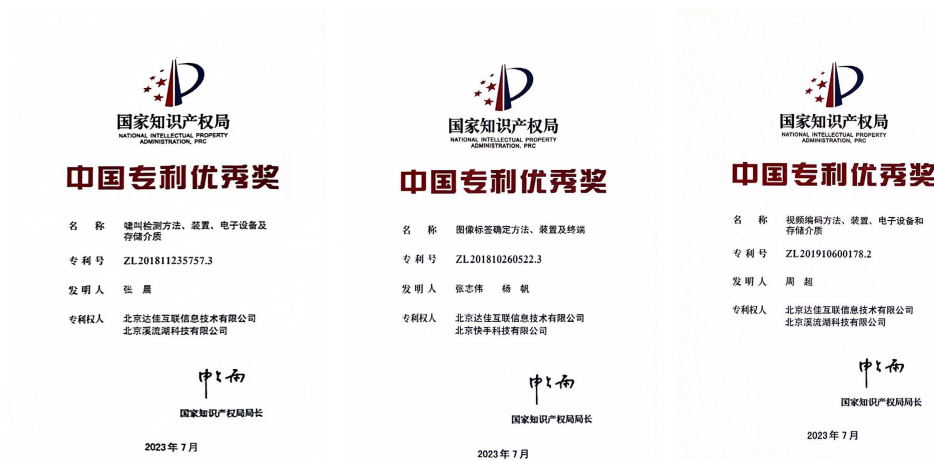 国家知识产权局
NATIONAL INTELLECTUAL PROPERTY
ADMINISTRATION, PRC
中国专利优秀奖
名 称 啸叫检测方法、装置、电子设备及
存储介质
专利号 ZL201811235757.3
发明人 张 晨
专利权人 北京达佳互联信息技术有限公司
北京溪流湖科技有限公司
申长雨
国家知识产权局局长
2023年7月
国家知识产权局
NATIONAL INTELLECTUAL PROPERTY
ADMINISTRATION, PRC
中国专利优秀奖
名 称 图像标签确定方法、装置及终端
专利号 ZL201810260522.3
发明人 张志伟 杨 帆
专利权人 北京达佳互联信息技术有限公司
北京快手科技有限公司
申长雨
国家知识产权局局长
2023年7月
国家知识产权局
NATIONAL INTELLECTUAL PROPERTY
ADMINISTRATION, PRC
中国专利优秀奖
名 称 视频编码方法、装置、电子设备和
存储介质
专利号 ZL201910600178.2
发明人 周 超
专利权人 北京达佳互联信息技术有限公司
北京溪流湖科技有限公司
申长雨
国家知识产权局局长
2023年7月